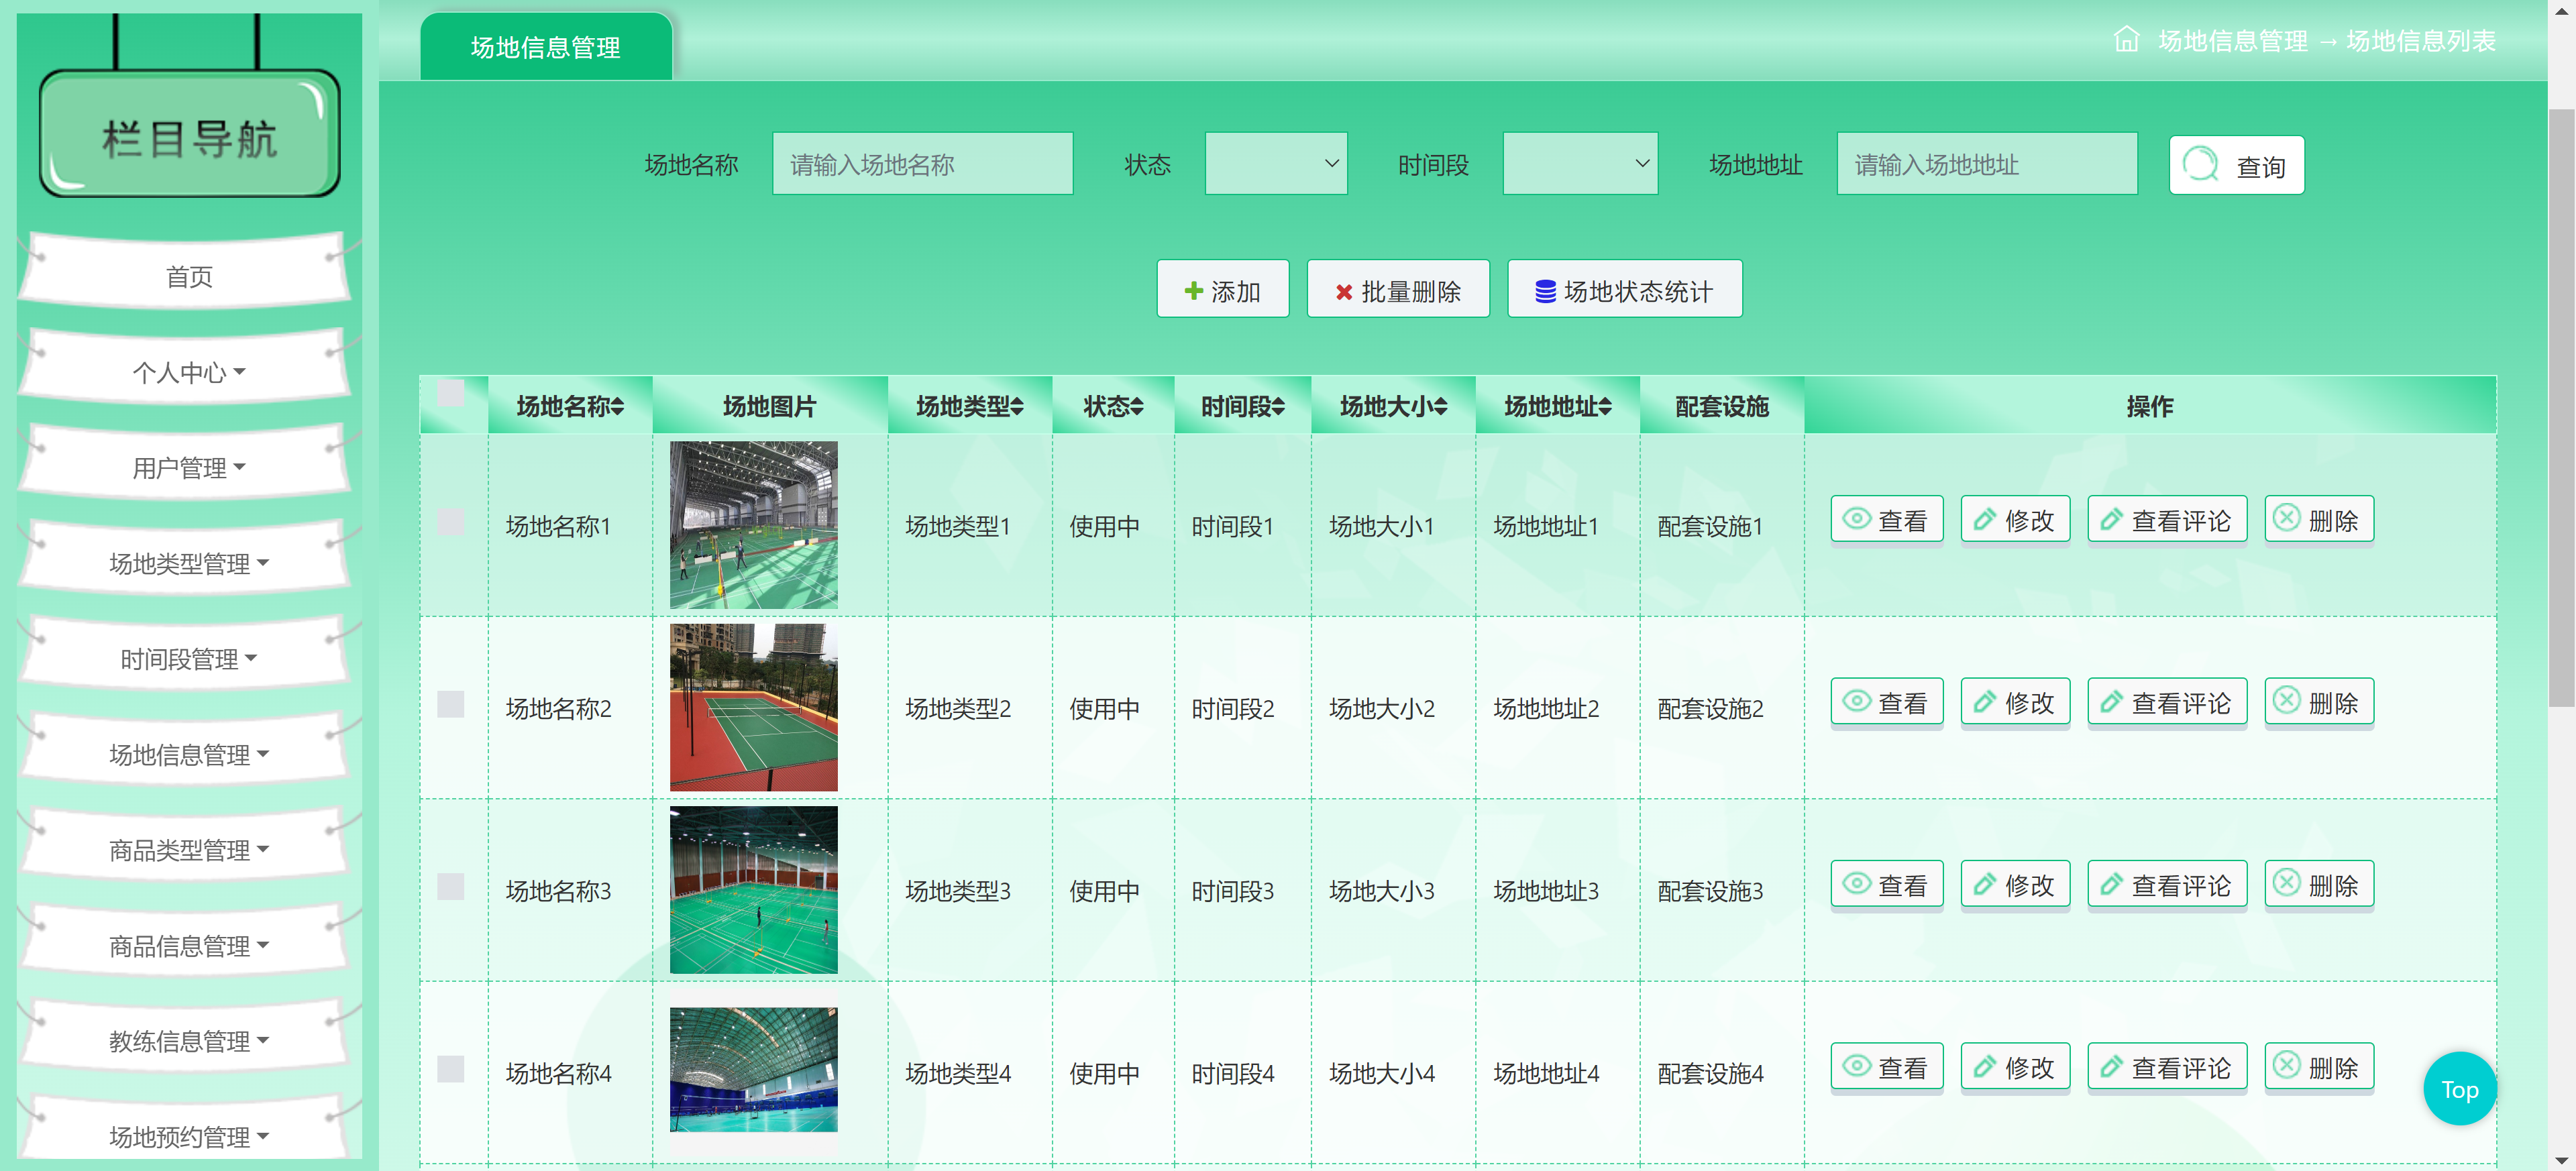 栏目导航
首页
个人中心
用户管理
场地类型管理
时间段管理
场地信息管理
商品类型管理
商品信息管理
教练信息管理
场地预约管理
场地信息管理
场地信息管理 → 场地信息列表
场地名称 请输入场地名称 状态 时间段 场地地址 请输入场地地址 查询
添加 批量删除 场地状态统计
场地名称 场地图片 场地类型 状态 时间段 场地大小 场地地址 配套设施 操作
场地名称1 场地类型1 使用中 时间段1 场地大小1 场地地址1 配套设施1 查看 修改 查看评论 删除
场地名称2 场地类型2 使用中 时间段2 场地大小2 场地地址2 配套设施2 查看 修改 查看评论 删除
场地名称3 场地类型3 使用中 时间段3 场地大小3 场地地址3 配套设施3 查看 修改 查看评论 删除
场地名称4 场地类型4 使用中 时间段4 场地大小4 场地地址4 配套设施4 查看 修改 查看评论 删除
Top